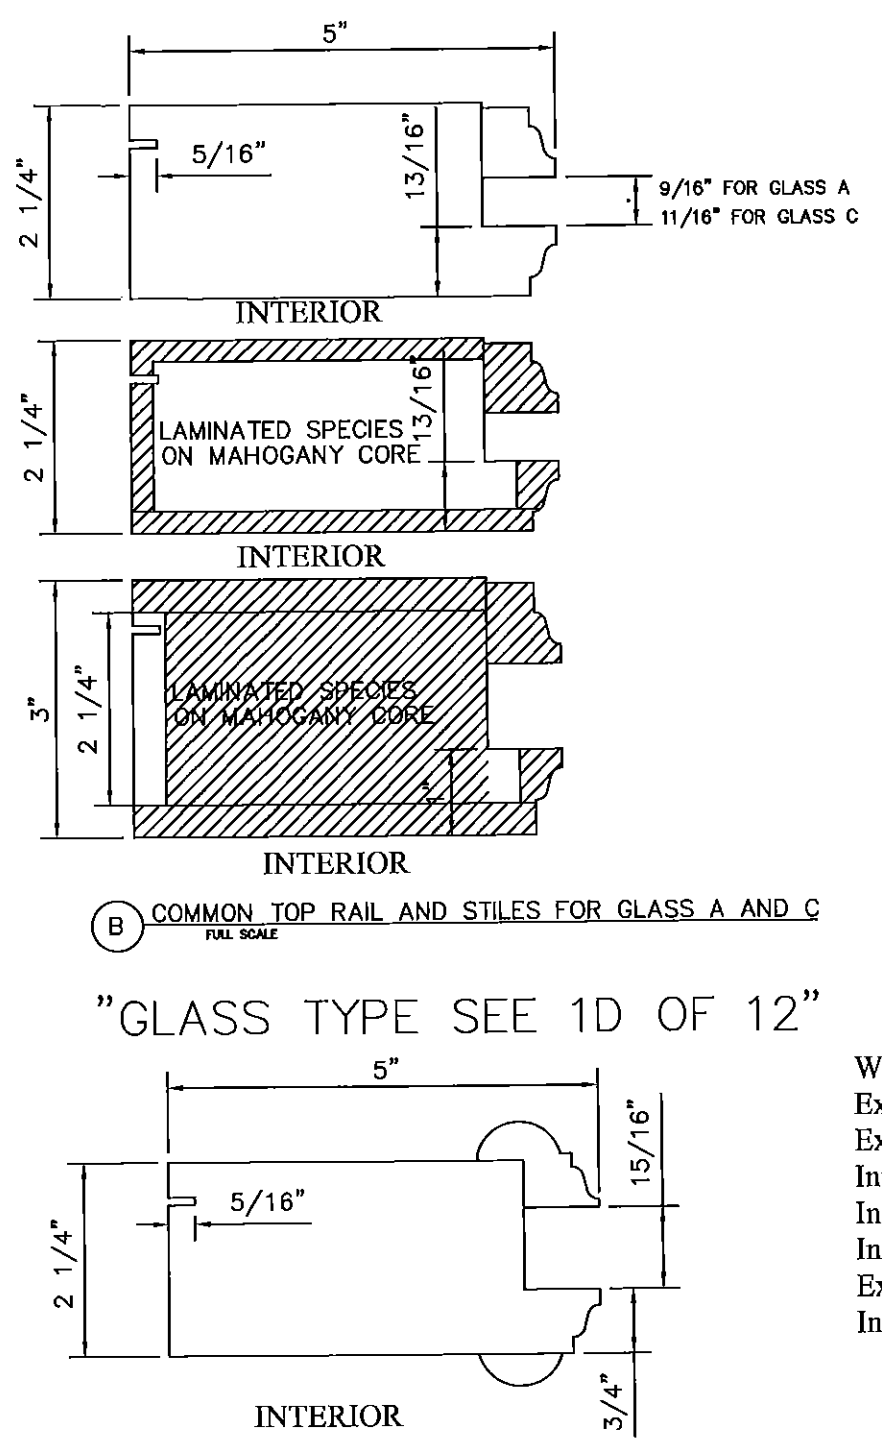 5"
2 1/4"
5/16"
13/16"
9/16" FOR GLASS A
11/16" FOR GLASS C
INTERIOR
2 1/4"
LAMINATED SPECIES
ON MAHOGANY CORE
13/16"
INTERIOR
3"
2 1/4"
LAMINATED SPECIES
ON MAHOGANY CORE
1"
INTERIOR
B COMMON TOP RAIL AND STILES FOR GLASS A AND C
FULL SCALE
"GLASS TYPE SEE 1D OF 12"
5"
15/16"
5/16"
2 1/4"
3/4"
INTERIOR
W
Ex
Ex
In
In
In
Ex
In